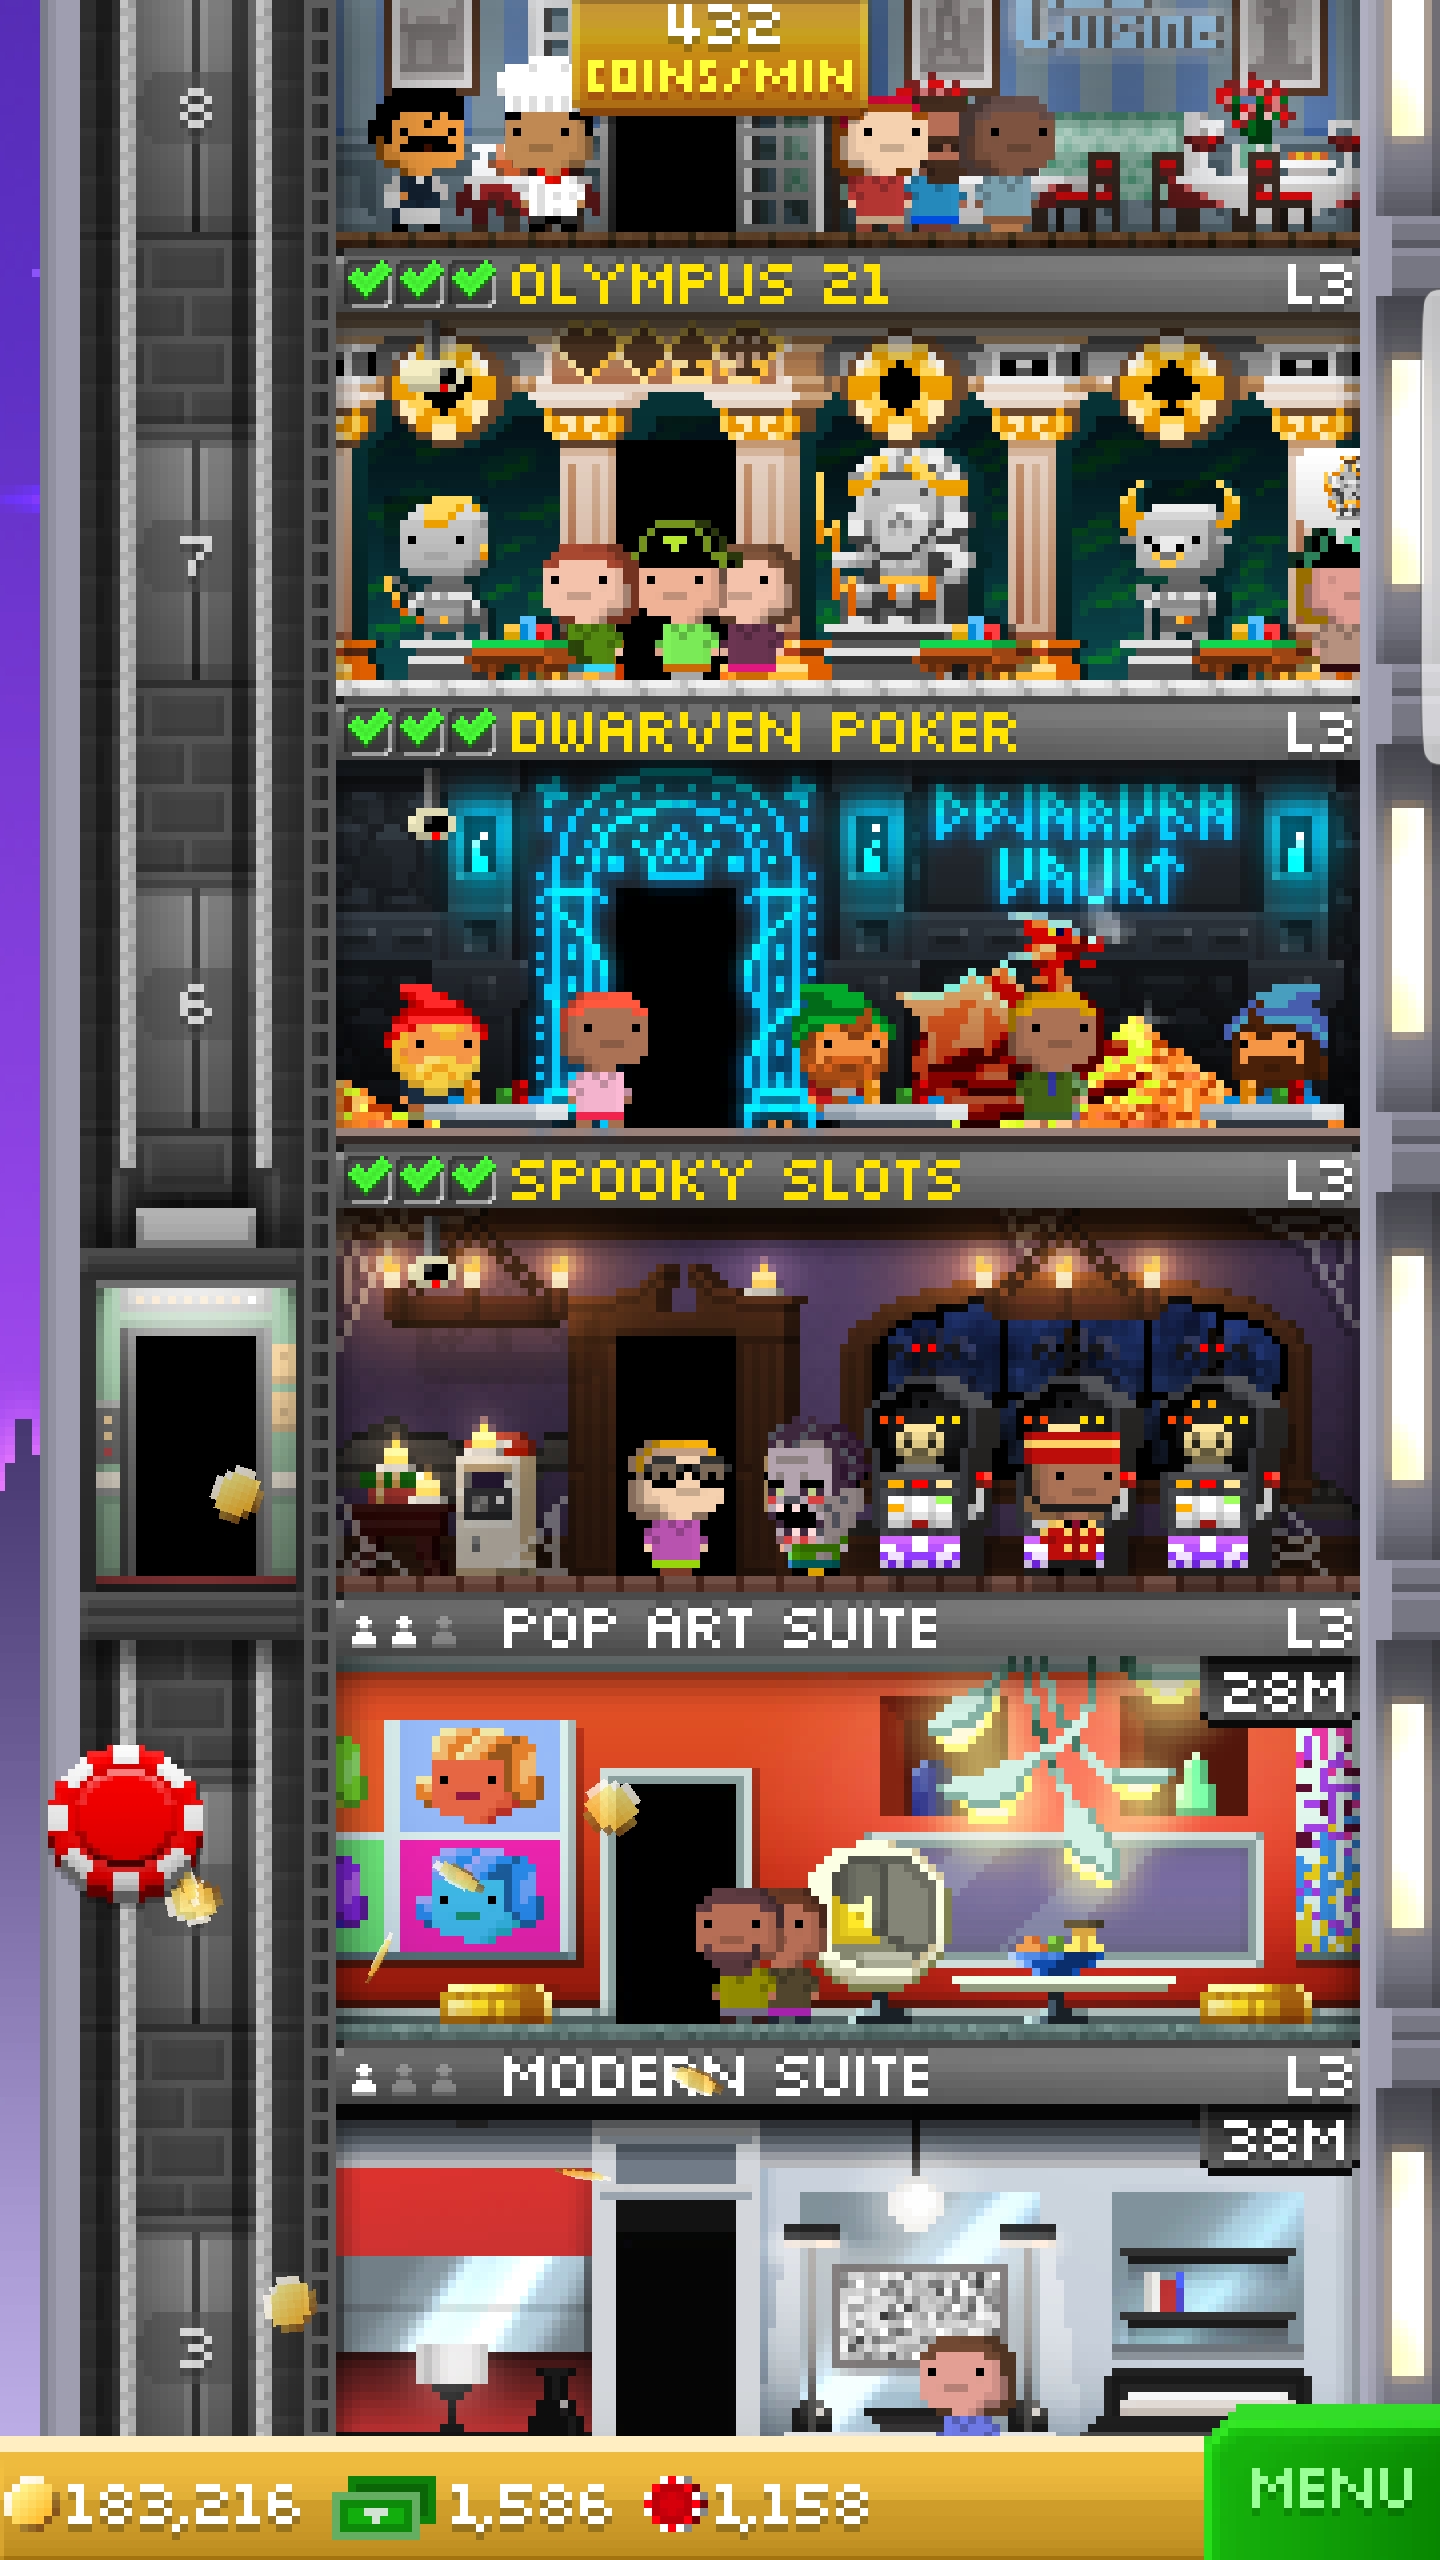 432
COINS/MIN
Cuisine
8
OLYMPUS 21 L3
7
DWARVEN POKER L3
DWARVEN
VAULT
6
SPOOKY SLOTS L3
POP ART SUITE L3
28M
MODERN SUITE L3
38M
3
183,216 1,586 1,158
MENU